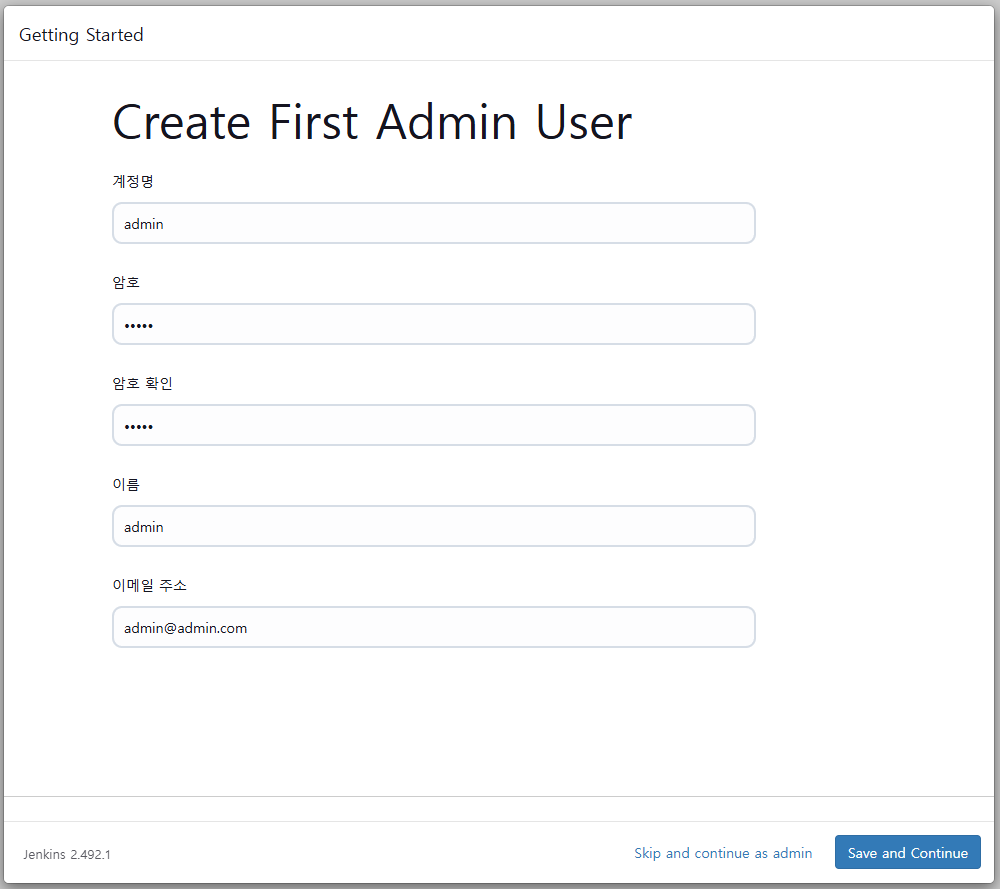 Getting Started
Create First Admin User
계정명
admin
암호
•••••
암호 확인
•••••
이름
admin
이메일 주소
admin@admin.com
Jenkins 2.492.1
Skip and continue as admin
Save and Continue